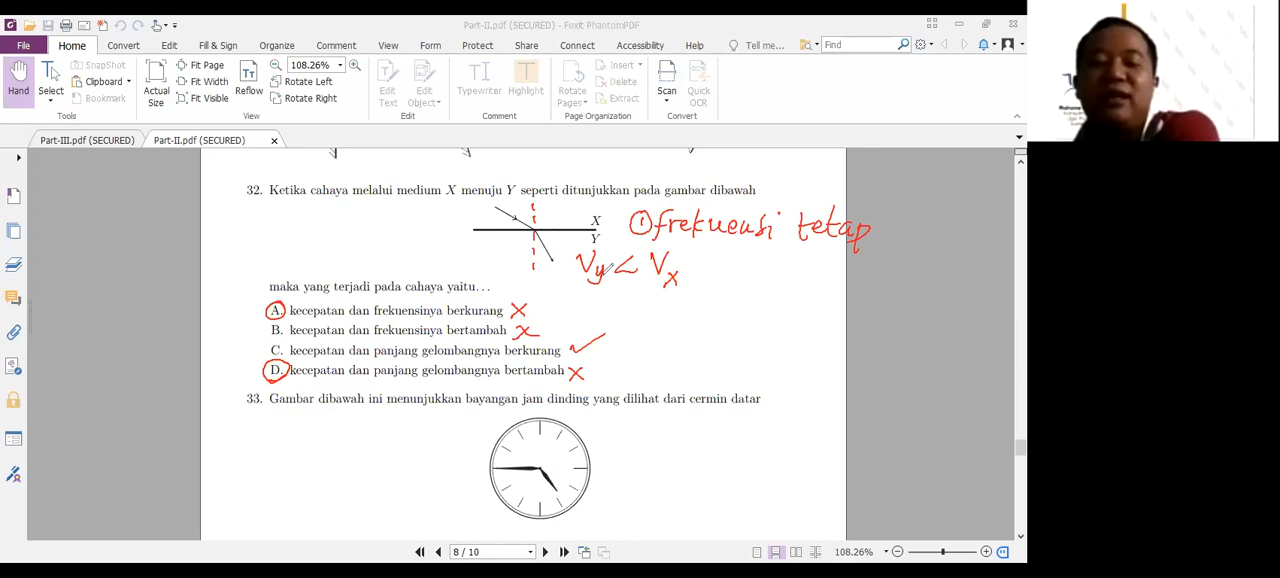 Part-II.pdf (SECURED) - Foxit PhantomPDF
File Home Convert Edit Fill & Sign Organize Comment View Form Protect Share Connect Accessibility Help Tell me... Find
Hand
Select
SnapShot
Clipboard
Bookmark
Tools
Actual Size
Fit Page
Fit Width
Fit Visible
Reflow
108.26%
Rotate Left
Rotate Right
View
Edit Text
Edit Object
Edit
Typewriter
Highlight
Comment
Rotate Pages
Insert
Delete
Extract
Page Organization
Scan
Quick OCR
Convert
Part-III.pdf (SECURED) Part-II.pdf (SECURED)
32. Ketika cahaya melalui medium X menuju Y seperti ditunjukkan pada gambar dibawah
X
Y
① frekuensi tetap
Vy < Vx
maka yang terjadi pada cahaya yaitu...
A. kecepatan dan frekuensinya berkurang X
B. kecepatan dan frekuensinya bertambah X
C. kecepatan dan panjang gelombangnya berkurang ✓
D. kecepatan dan panjang gelombangnya bertambah X
33. Gambar dibawah ini menunjukkan bayangan jam dinding yang dilihat dari cermin datar
8 / 10
108.26%